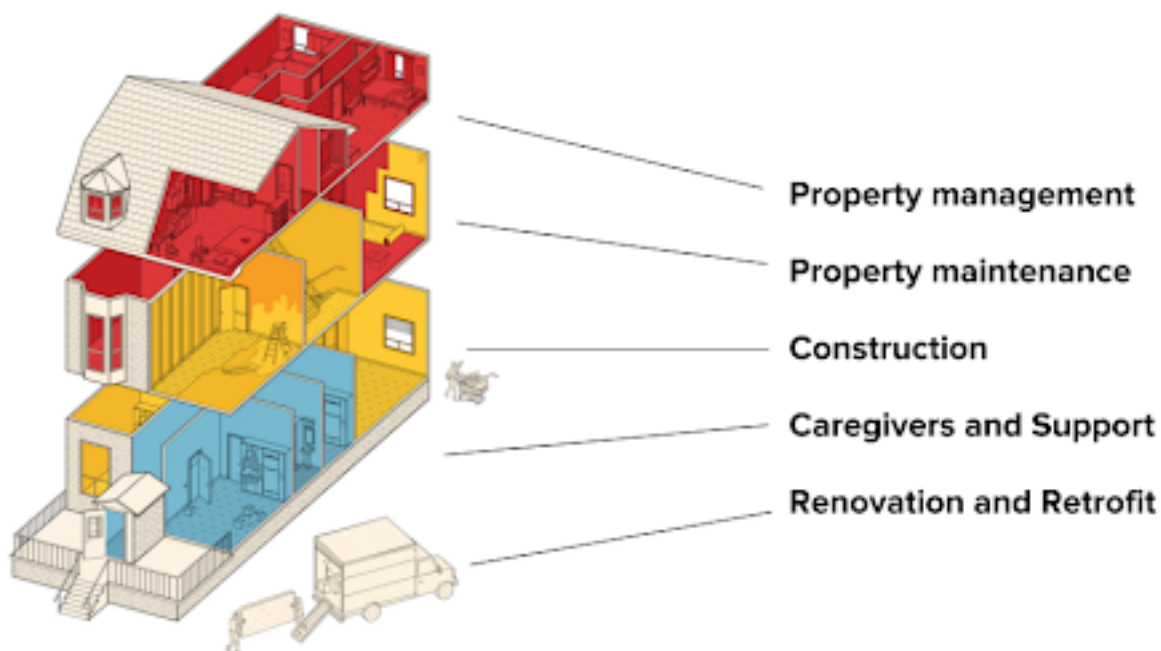 Property management
Property maintenance
Construction
Caregivers and Support
Renovation and Retrofit